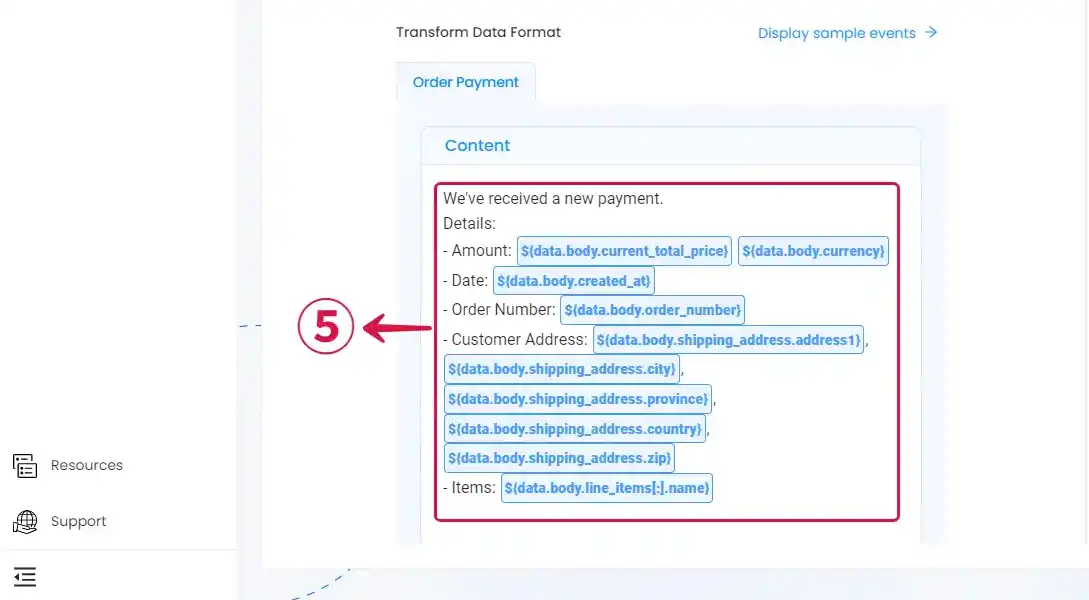 Transform Data Format
Display sample events →
Order Payment
Content
We've received a new payment.
Details:
- Amount: ${data.body.current_total_price} ${data.body.currency}
- Date: ${data.body.created_at}
- Order Number: ${data.body.order_number}
- Customer Address: ${data.body.shipping_address.address1},
${data.body.shipping_address.city},
${data.body.shipping_address.province},
${data.body.shipping_address.country},
${data.body.shipping_address.zip}
- Items: ${data.body.line_items[:].name}
5
Resources
Support